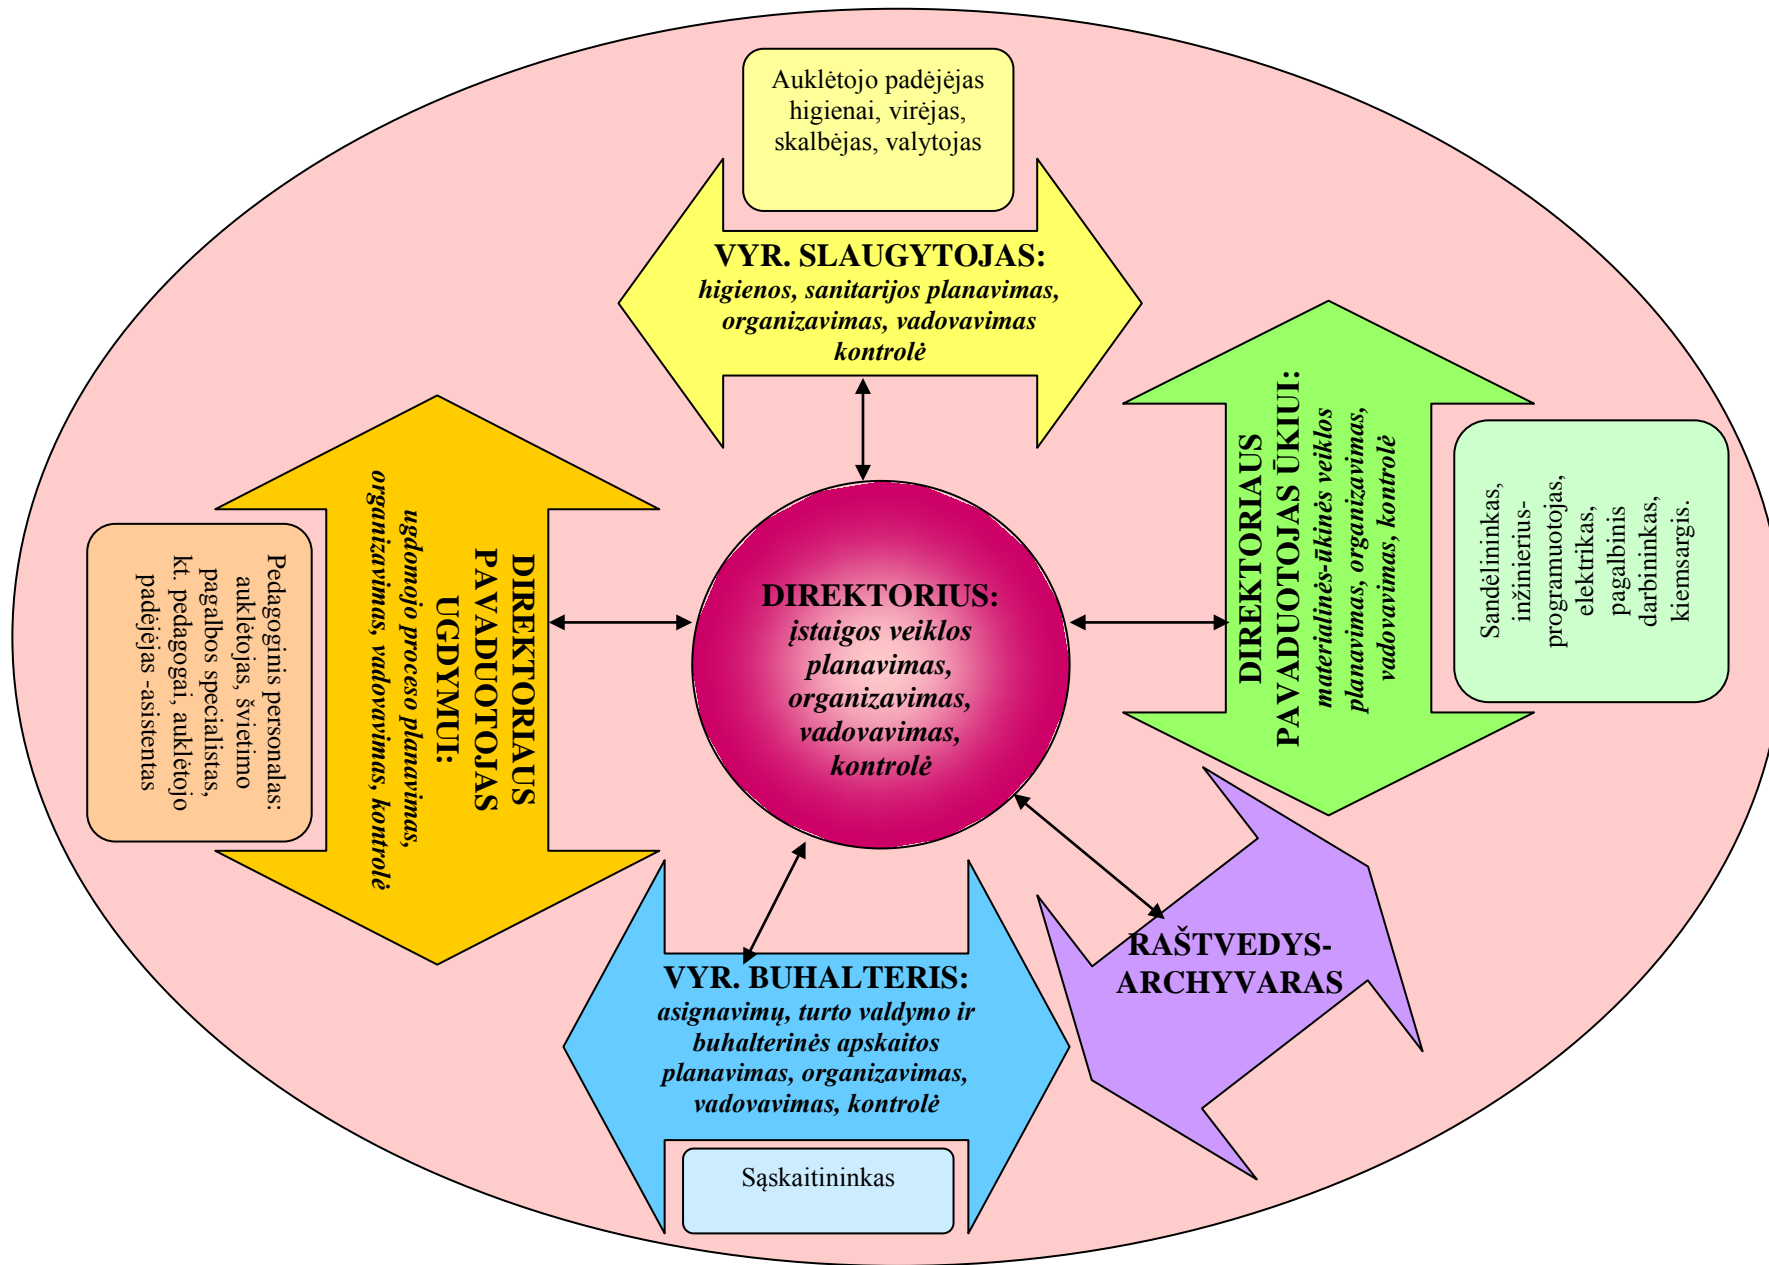 Auklėtojo padėjėjas
higienai, virėjas,
skalbėjas, valytojas
VYR. SLAUGYTOJAS:
higienos, sanitarijos planavimas,
organizavimas, vadovavimas
kontrolė
DIREKTORIAUS
PAVADUOTOJAS
UGDYMUI:
ugdomojo proceso planavimas,
organizavimas, vadovavimas, kontrolė
Pedagoginis personalas:
auklėtojas, švietimo
pagalbos specialistas,
kt. pedagogai, auklėtojo
padėjėjas -asistentas
DIREKTORIUS:
įstaigos veiklos
planavimas,
organizavimas,
vadovavimas,
kontrolė
DIREKTORIAUS
PAVADUOTOJAS ŪKIUI:
materialinės-ūkinės veiklos
planavimas, organizavimas,
vadovavimas, kontrolė
Sandėlininkas,
inžinierius-
programuotojas,
elektrikas,
pagalbinis
darbininkas,
kiemsargis.
RAŠTVEDYS-
ARCHYVARAS
VYR. BUHALTERIS:
asignavimų, turto valdymo ir
buhalterinės apskaitos
planavimas, organizavimas,
vadovavimas, kontrolė
Sąskaitininkas